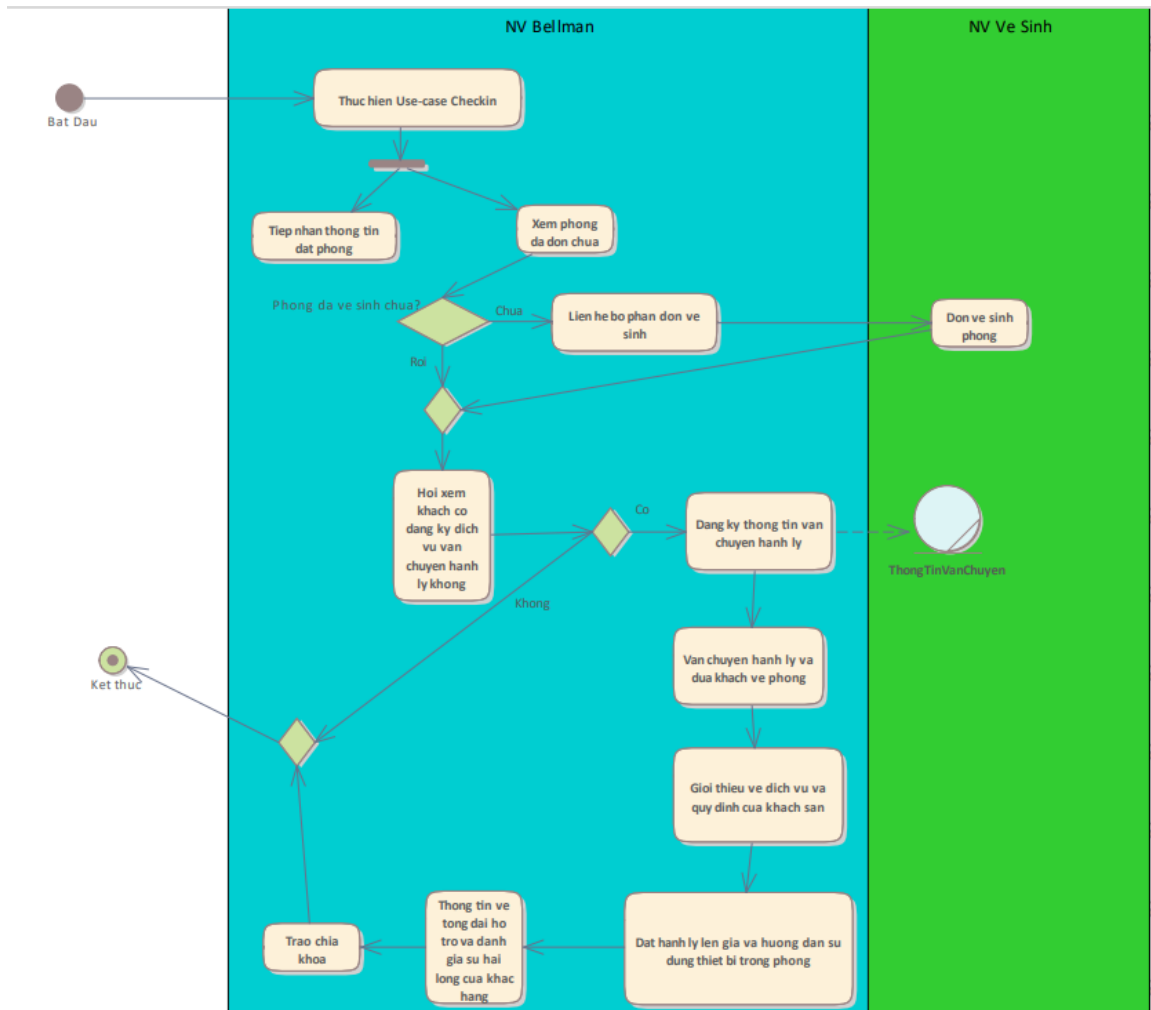 NV Bellman
NV Ve Sinh
Bat Dau
Thuc hien Use-case Checkin
Tiep nhan thong tin
dat phong
Xem phong
da don chua
Phong da ve sinh chua?
Chua
Lien he bo phan don ve
sinh
Don ve sinh
phong
Roi
Hoi xem
khach co
dang ky dich
vu van
chuyen hanh
ly khong
Co
Dang ky thong tin van
chuyen hanh ly
ThongTinVanChuyen
Khong
Van chuyen hanh ly va
dua khach ve phong
Ket thuc
Gioi thieu ve dich vu va
quy dinh cua khach san
Dat hanh ly len gia va huong dan su
dung thiet bi trong phong
Thong tin ve
tong dai ho
tro va danh
gia su hai
long cua khac
hang
Trao chia
khoa